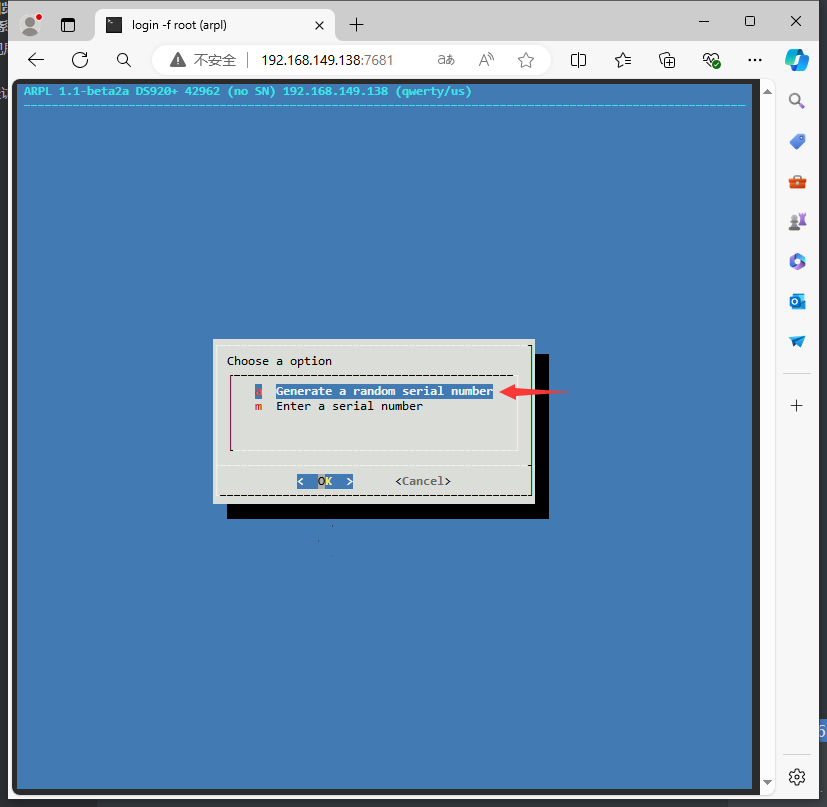 login -f root (arpl)
不安全 192.168.149.138:7681
ARPL 1.1-beta2a DS920+ 42962 (no SN) 192.168.149.138 (qwerty/us)
Choose a option
Generate a random serial number
m Enter a serial number
< OK > <Cancel>